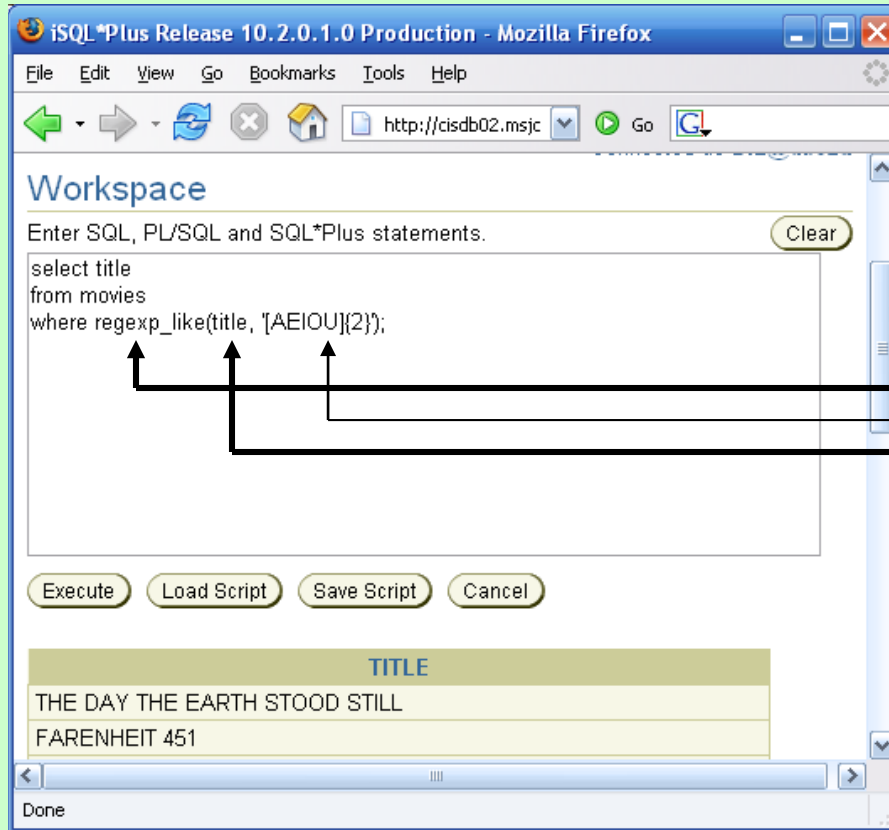 iSQL*Plus Release 10.2.0.1.0 Production - Mozilla Firefox
File Edit View Go Bookmarks Tools Help
http://cisdb02.msjc Go G
Workspace
Enter SQL, PL/SQL and SQL*Plus statements. Clear
select title
from movies
where regexp_like(title, '[AEIOU]{2}');
Execute Load Script Save Script Cancel
TITLE
THE DAY THE EARTH STOOD STILL
FARENHEIT 451
Done